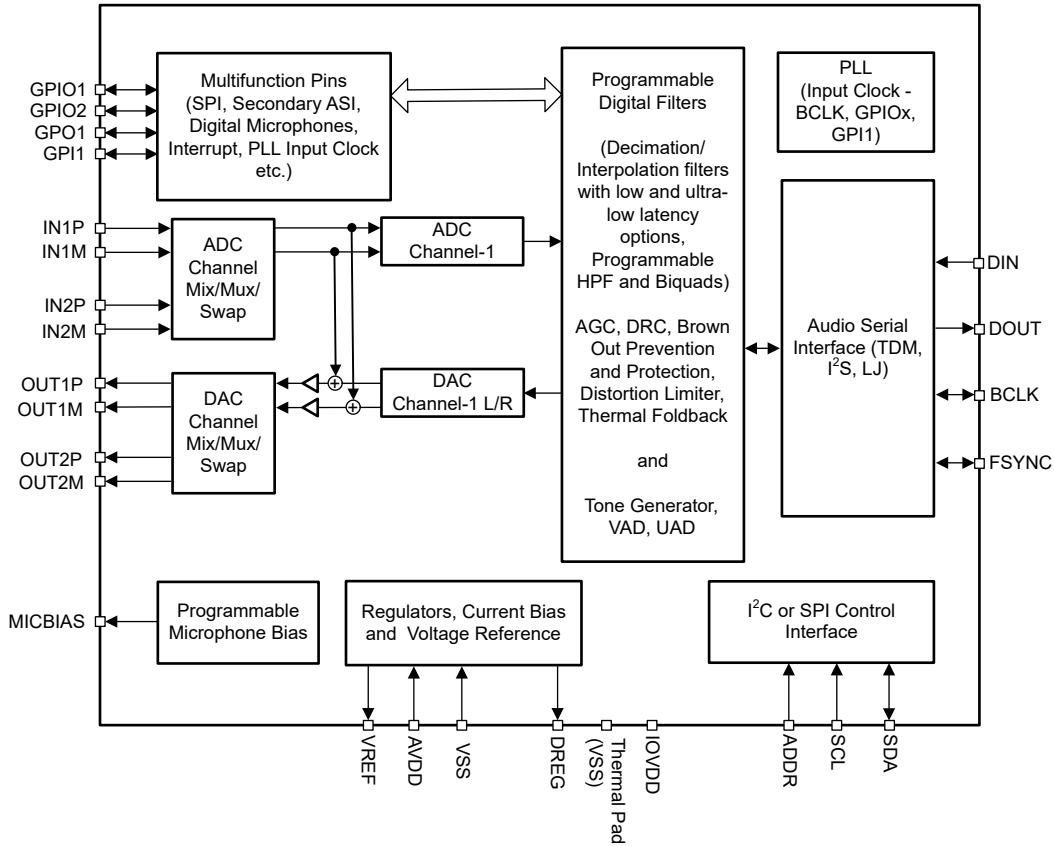 GPIO1
GPIO2
GPO1
GPI1
Multifunction Pins
(SPI, Secondary ASI,
Digital Microphones,
Interrupt, PLL Input Clock
etc.)
Programmable
Digital Filters
(Decimation/
Interpolation filters
with low and ultra-
low latency
options,
Programmable
HPF and Biquads)
AGC, DRC, Brown
Out Prevention
and Protection,
Distortion Limiter,
Thermal Foldback
and
Tone Generator,
VAD, UAD
PLL
(Input Clock -
BCLK, GPIOx,
GPI1)
IN1P
IN1M
IN2P
IN2M
ADC
Channel
Mix/Mux/
Swap
ADC
Channel-1
OUT1P
OUT1M
OUT2P
OUT2M
DAC
Channel
Mix/Mux/
Swap
DAC
Channel-1 L/R
Audio Serial
Interface (TDM,
I²S, LJ)
DIN
DOUT
BCLK
FSYNC
MICBIAS
Programmable
Microphone Bias
Regulators, Current Bias
and Voltage Reference
I²C or SPI Control
Interface
VREF
AVDD
VSS
DREG
Thermal Pad
(VSS)
IOVDD
ADDR
SCL
SDA